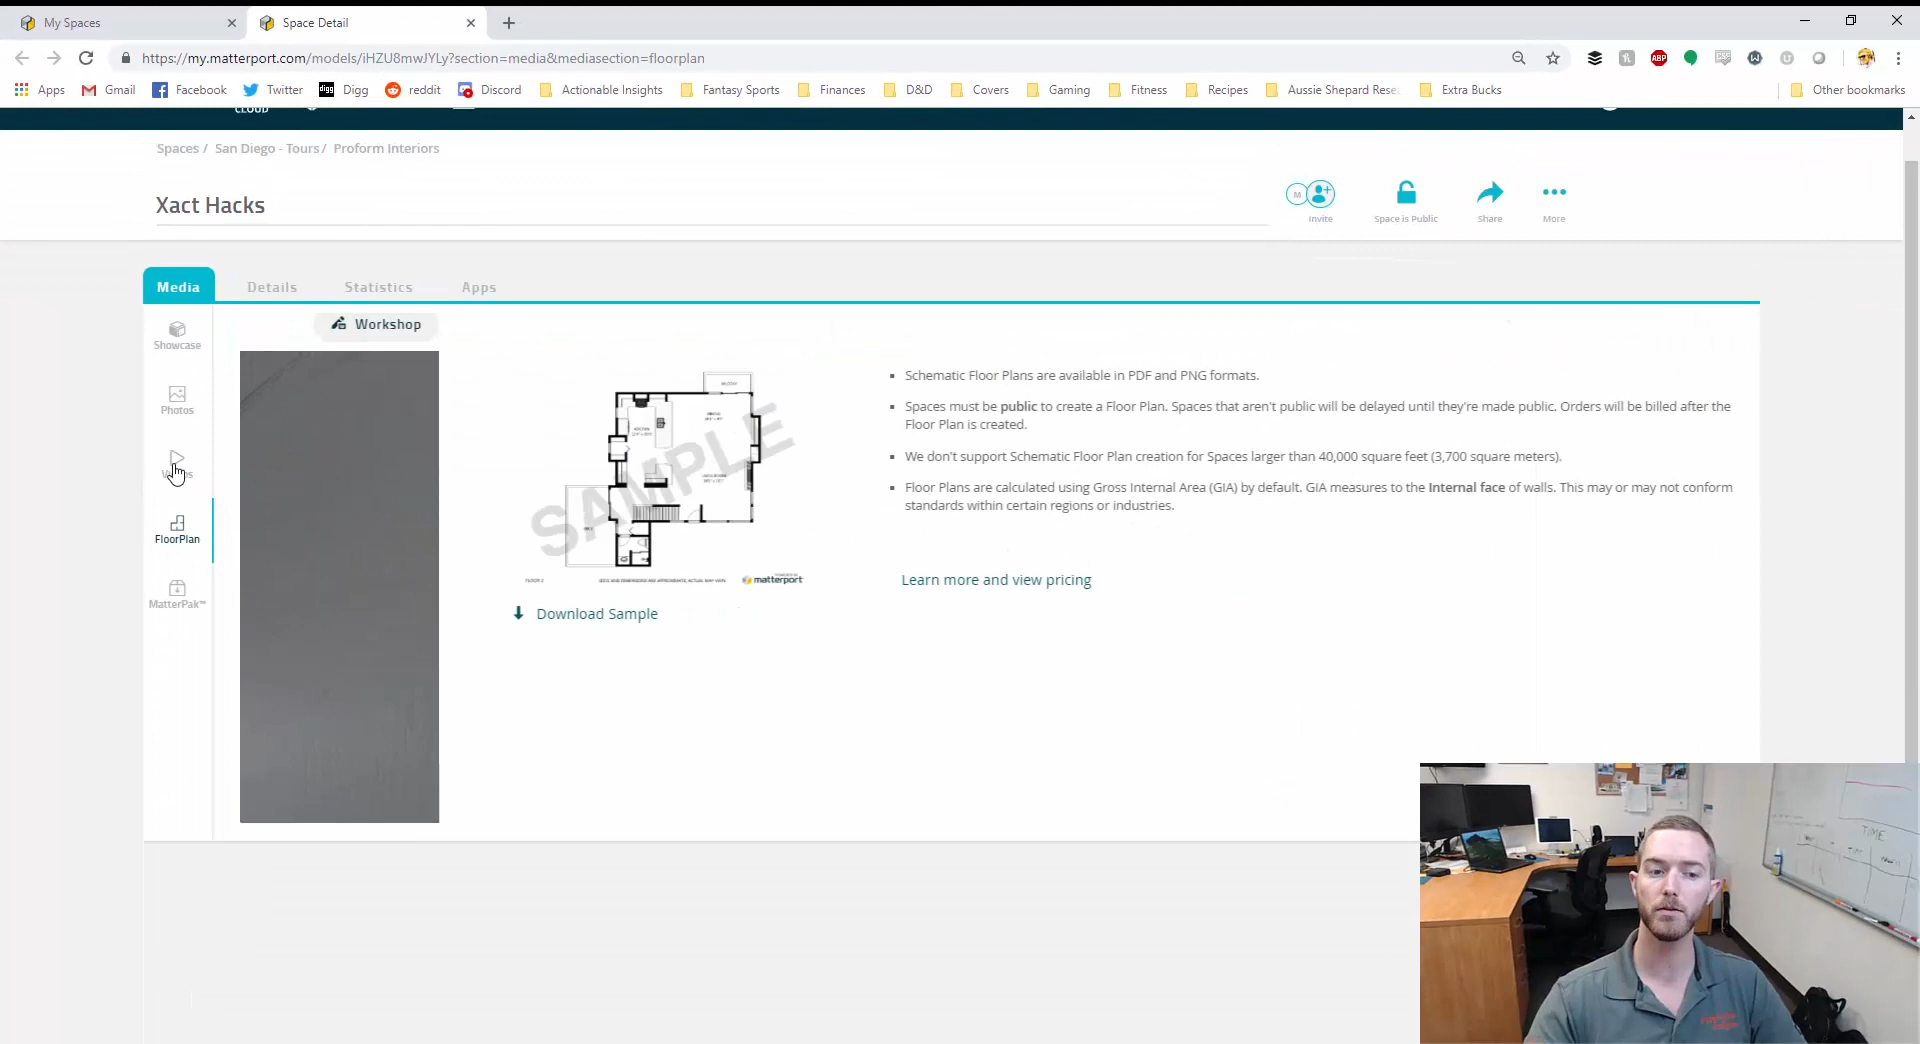 My Spaces
Space Detail
https://my.matterport.com/models/iHZU8mwJYLy?section=media&mediasection=floorplan
Apps
Gmail
Facebook
Twitter
digg
Digg
reddit
Discord
Actionable Insights
Fantasy Sports
Finances
D&D
Covers
Gaming
Fitness
Recipes
Aussie Shepard Rese
Extra Bucks
Other bookmarks
ABP
CLOUD
Spaces / San Diego - Tours / Proform Interiors
Xact Hacks
M
Invite
Space is Public
Share
More
Media
Details
Statistics
Apps
Showcase
Photos
FloorPlan
MatterPak™
Workshop
SAMPLE
matterport
Download Sample
Schematic Floor Plans are available in PDF and PNG formats.
Spaces must be public to create a Floor Plan. Spaces that aren't public will be delayed until they're made public. Orders will be billed after the
Floor Plan is created.
We don't support Schematic Floor Plan creation for Spaces larger than 40,000 square feet (3,700 square meters).
Floor Plans are calculated using Gross Internal Area (GIA) by default. GIA measures to the Internal face of walls. This may or may not conform
standards within certain regions or industries.
Learn more and view pricing
TIME